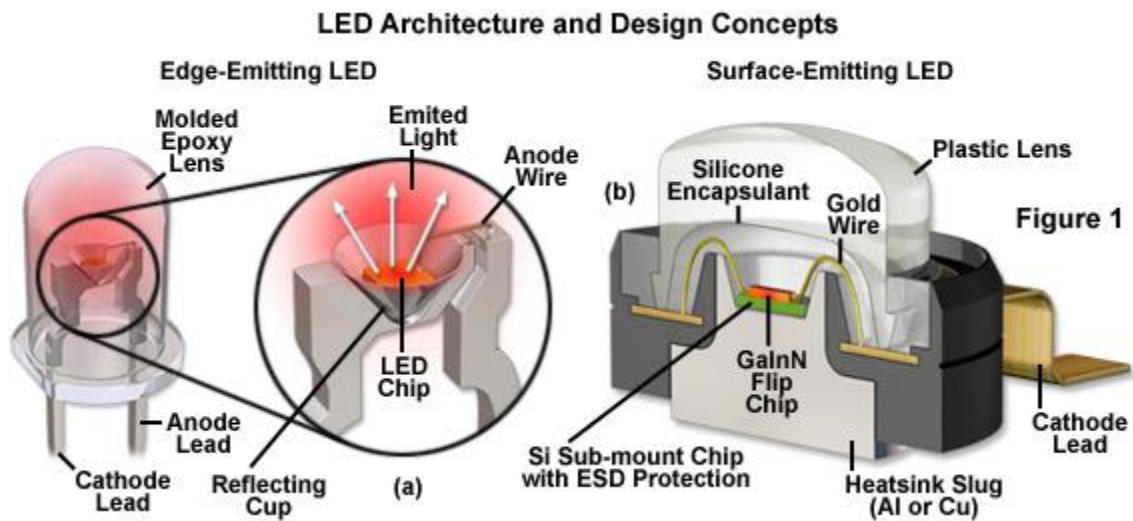 LED Architecture and Design Concepts
Edge-Emitting LED
Surface-Emitting LED
Molded
Epoxy
Lens
Emited
Light
Anode
Wire
LED
Chip
Anode
Lead
Cathode
Lead
Reflecting
Cup
(a)
(b)
Silicone
Encapsulant
Plastic Lens
Gold
Wire
Figure 1
GaInN
Flip
Chip
Cathode
Lead
Si Sub-mount Chip
with ESD Protection
Heatsink Slug
(Al or Cu)